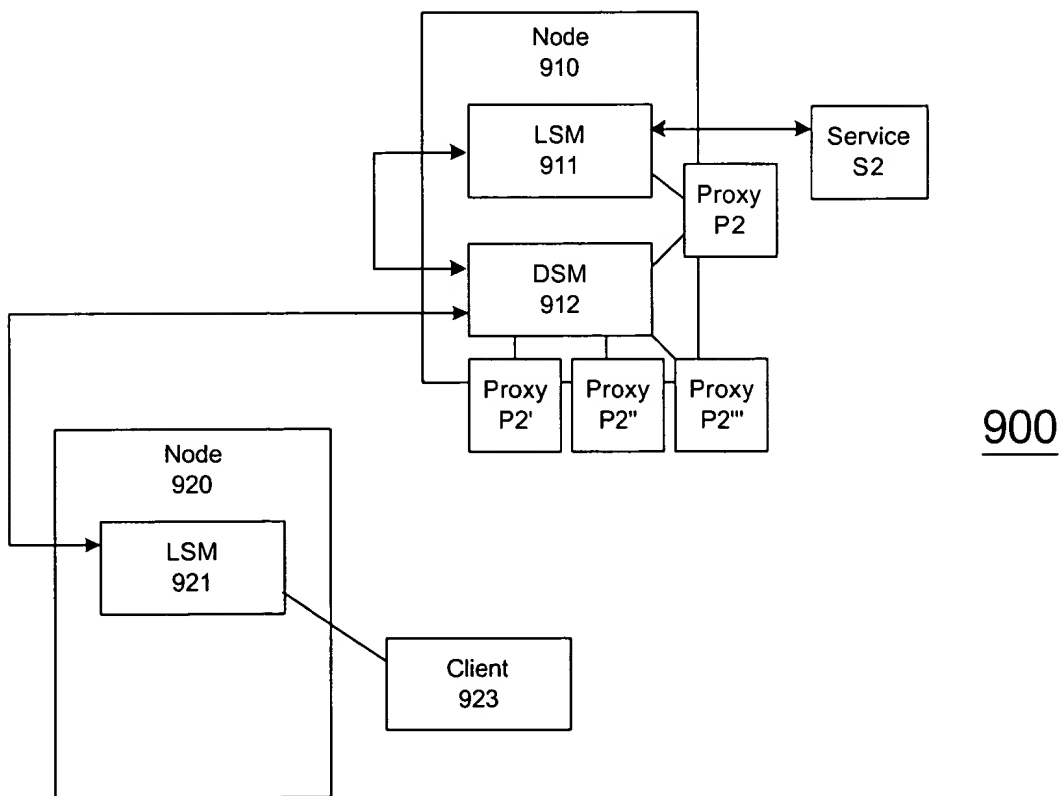 Node
910
LSM
911
Service
S2
Proxy
P2
DSM
912
Proxy
P2'
Proxy
P2"
Proxy
P2'"
900
Node
920
LSM
921
Client
923